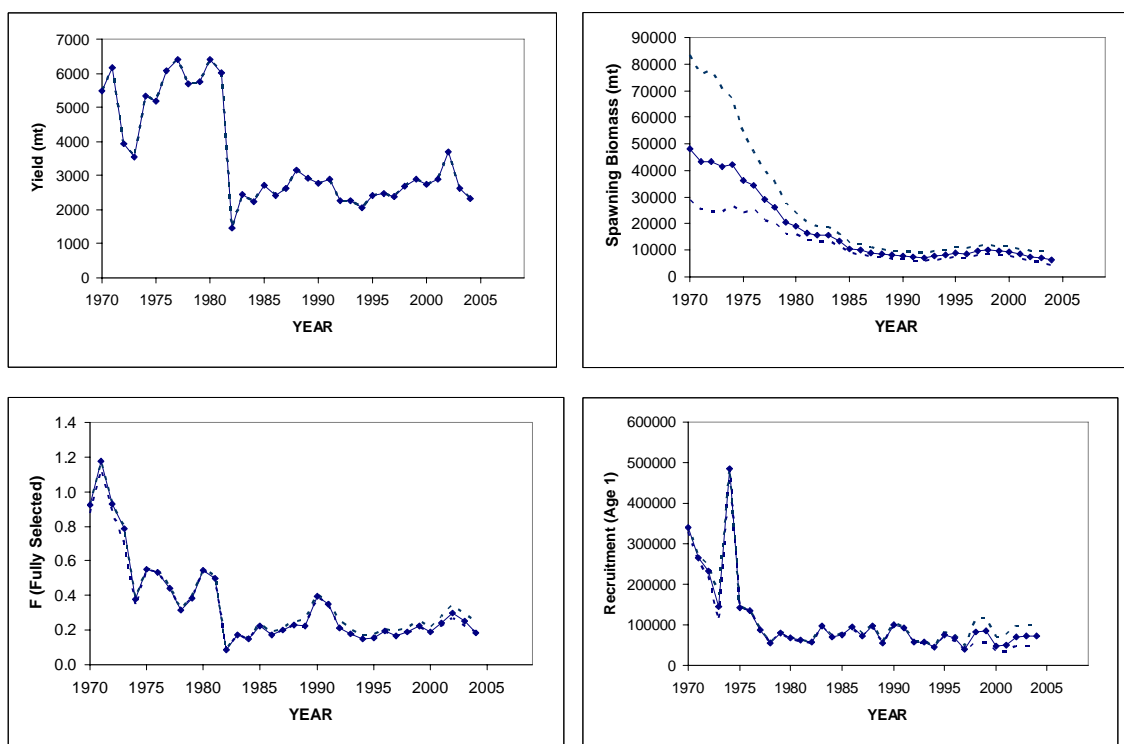 7000
6000
5000
4000
3000
2000
1000
0
Yield (mt)
1970 1975 1980 1985 1990 1995 2000 2005
YEAR
90000
80000
70000
60000
50000
40000
30000
20000
10000
0
Spawning Biomass (mt)
1970 1975 1980 1985 1990 1995 2000 2005
YEAR
1.4
1.2
1.0
0.8
0.6
0.4
0.2
0.0
F (Fully Selected)
1970 1975 1980 1985 1990 1995 2000 2005
YEAR
600000
500000
400000
300000
200000
100000
0
Recruitment (Age 1)
1970 1975 1980 1985 1990 1995 2000 2005
YEAR